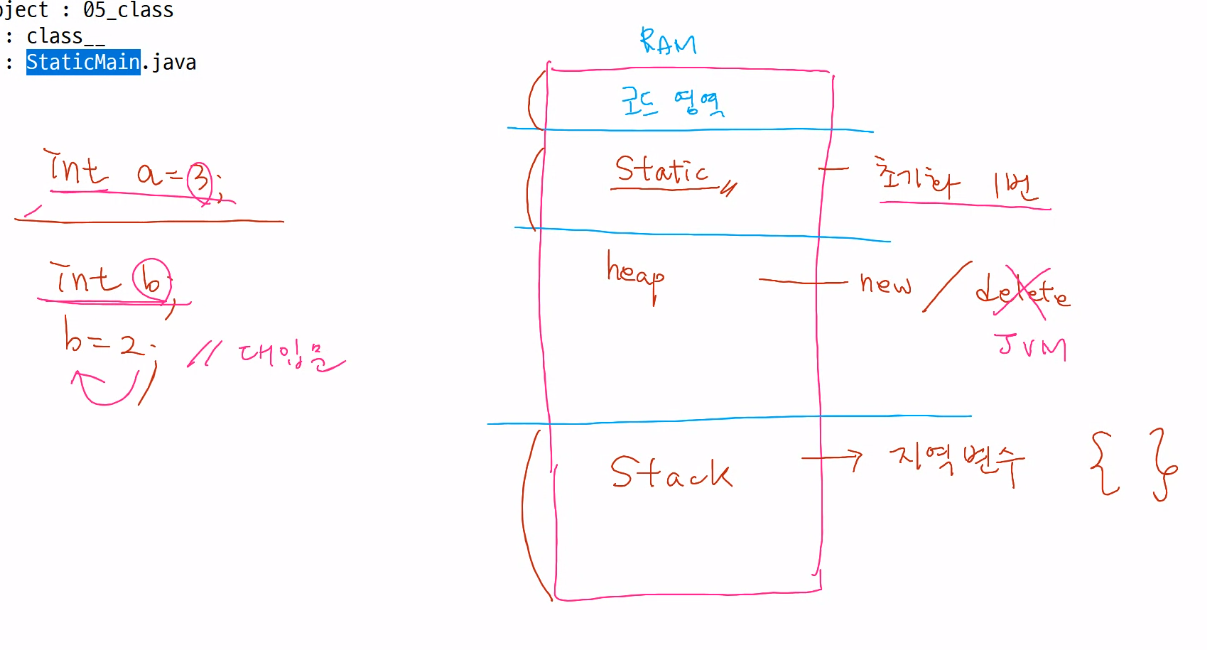 oject : 05_class
: class__
: StaticMain.java
RAM
코드 영역
int a=3;
Static
초기화 1번
int b;
heap
new / delete
b=2; // 대입문
JVM
Stack
지역변수 { }